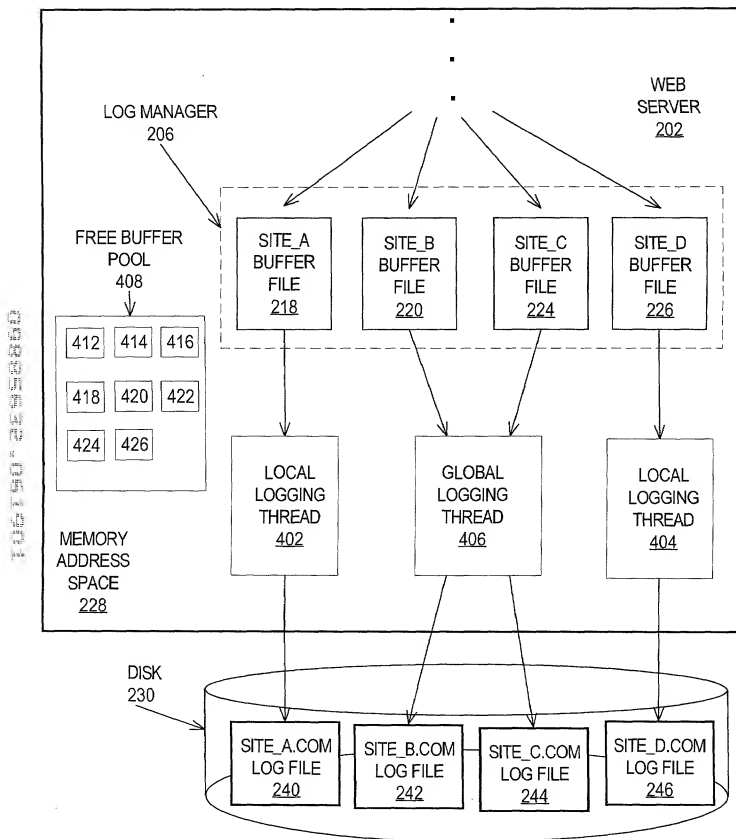 WEB
SERVER
202
LOG MANAGER
206
FREE BUFFER
POOL
408
SITE_A
BUFFER
FILE
218
SITE_B
BUFFER
FILE
220
SITE_C
BUFFER
FILE
224
SITE_D
BUFFER
FILE
226
412 414 416
418 420 422
424 426
LOCAL
LOGGING
THREAD
402
GLOBAL
LOGGING
THREAD
406
LOCAL
LOGGING
THREAD
404
MEMORY
ADDRESS
SPACE
228
DISK
230
SITE_A.COM
LOG FILE
240
SITE_B.COM
LOG FILE
242
SITE_C.COM
LOG FILE
244
SITE_D.COM
LOG FILE
246